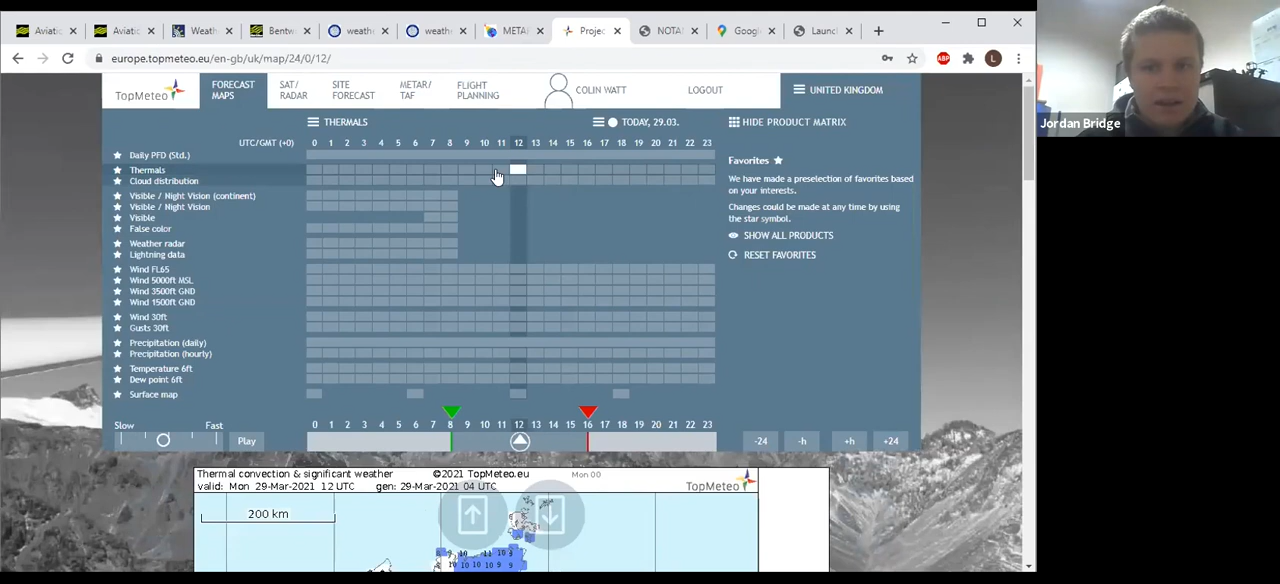 Aviatic
Aviatic
Weath
Bentw
weathe
weathe
META
Projec
NOTA
Google
Launc
europe.topmeteo.eu/en-gb/uk/map/24/0/12/
ABP
L
TopMeteo
FORECAST MAPS
SAT/ RADAR
SITE FORECAST
METAR/ TAF
FLIGHT PLANNING
COLIN WATT
LOGOUT
UNITED KINGDOM
Jordan Bridge
THERMALS
TODAY, 29.03.
HIDE PRODUCT MATRIX
UTC/GMT (+0) 0 1 2 3 4 5 6 7 8 9 10 11 12 13 14 15 16 17 18 19 20 21 22 23
Daily PFD (Std.)
Thermals
Cloud distribution
Visible / Night Vision (continent)
Visible / Night Vision
Visible
False color
Weather radar
Lightning data
Wind FL65
Wind 5000ft MSL
Wind 3500ft GND
Wind 1500ft GND
Wind 30ft
Gusts 30ft
Precipitation (daily)
Precipitation (hourly)
Temperature 6ft
Dew point 6ft
Surface map
Favorites
We have made a preselection of favorites based
on your interests.
Changes could be made at any time by using
the star symbol.
SHOW ALL PRODUCTS
RESET FAVORITES
Slow Fast
0 1 2 3 4 5 6 7 8 9 10 11 12 13 14 15 16 17 18 19 20 21 22 23
Play
-24 -h +h +24
Thermal convection & significant weather ©2021 TopMeteo.eu Mon 00
valid: Mon 29-Mar-2021 12 UTC gen: 29-Mar-2021 04 UTC
TopMeteo
200 km